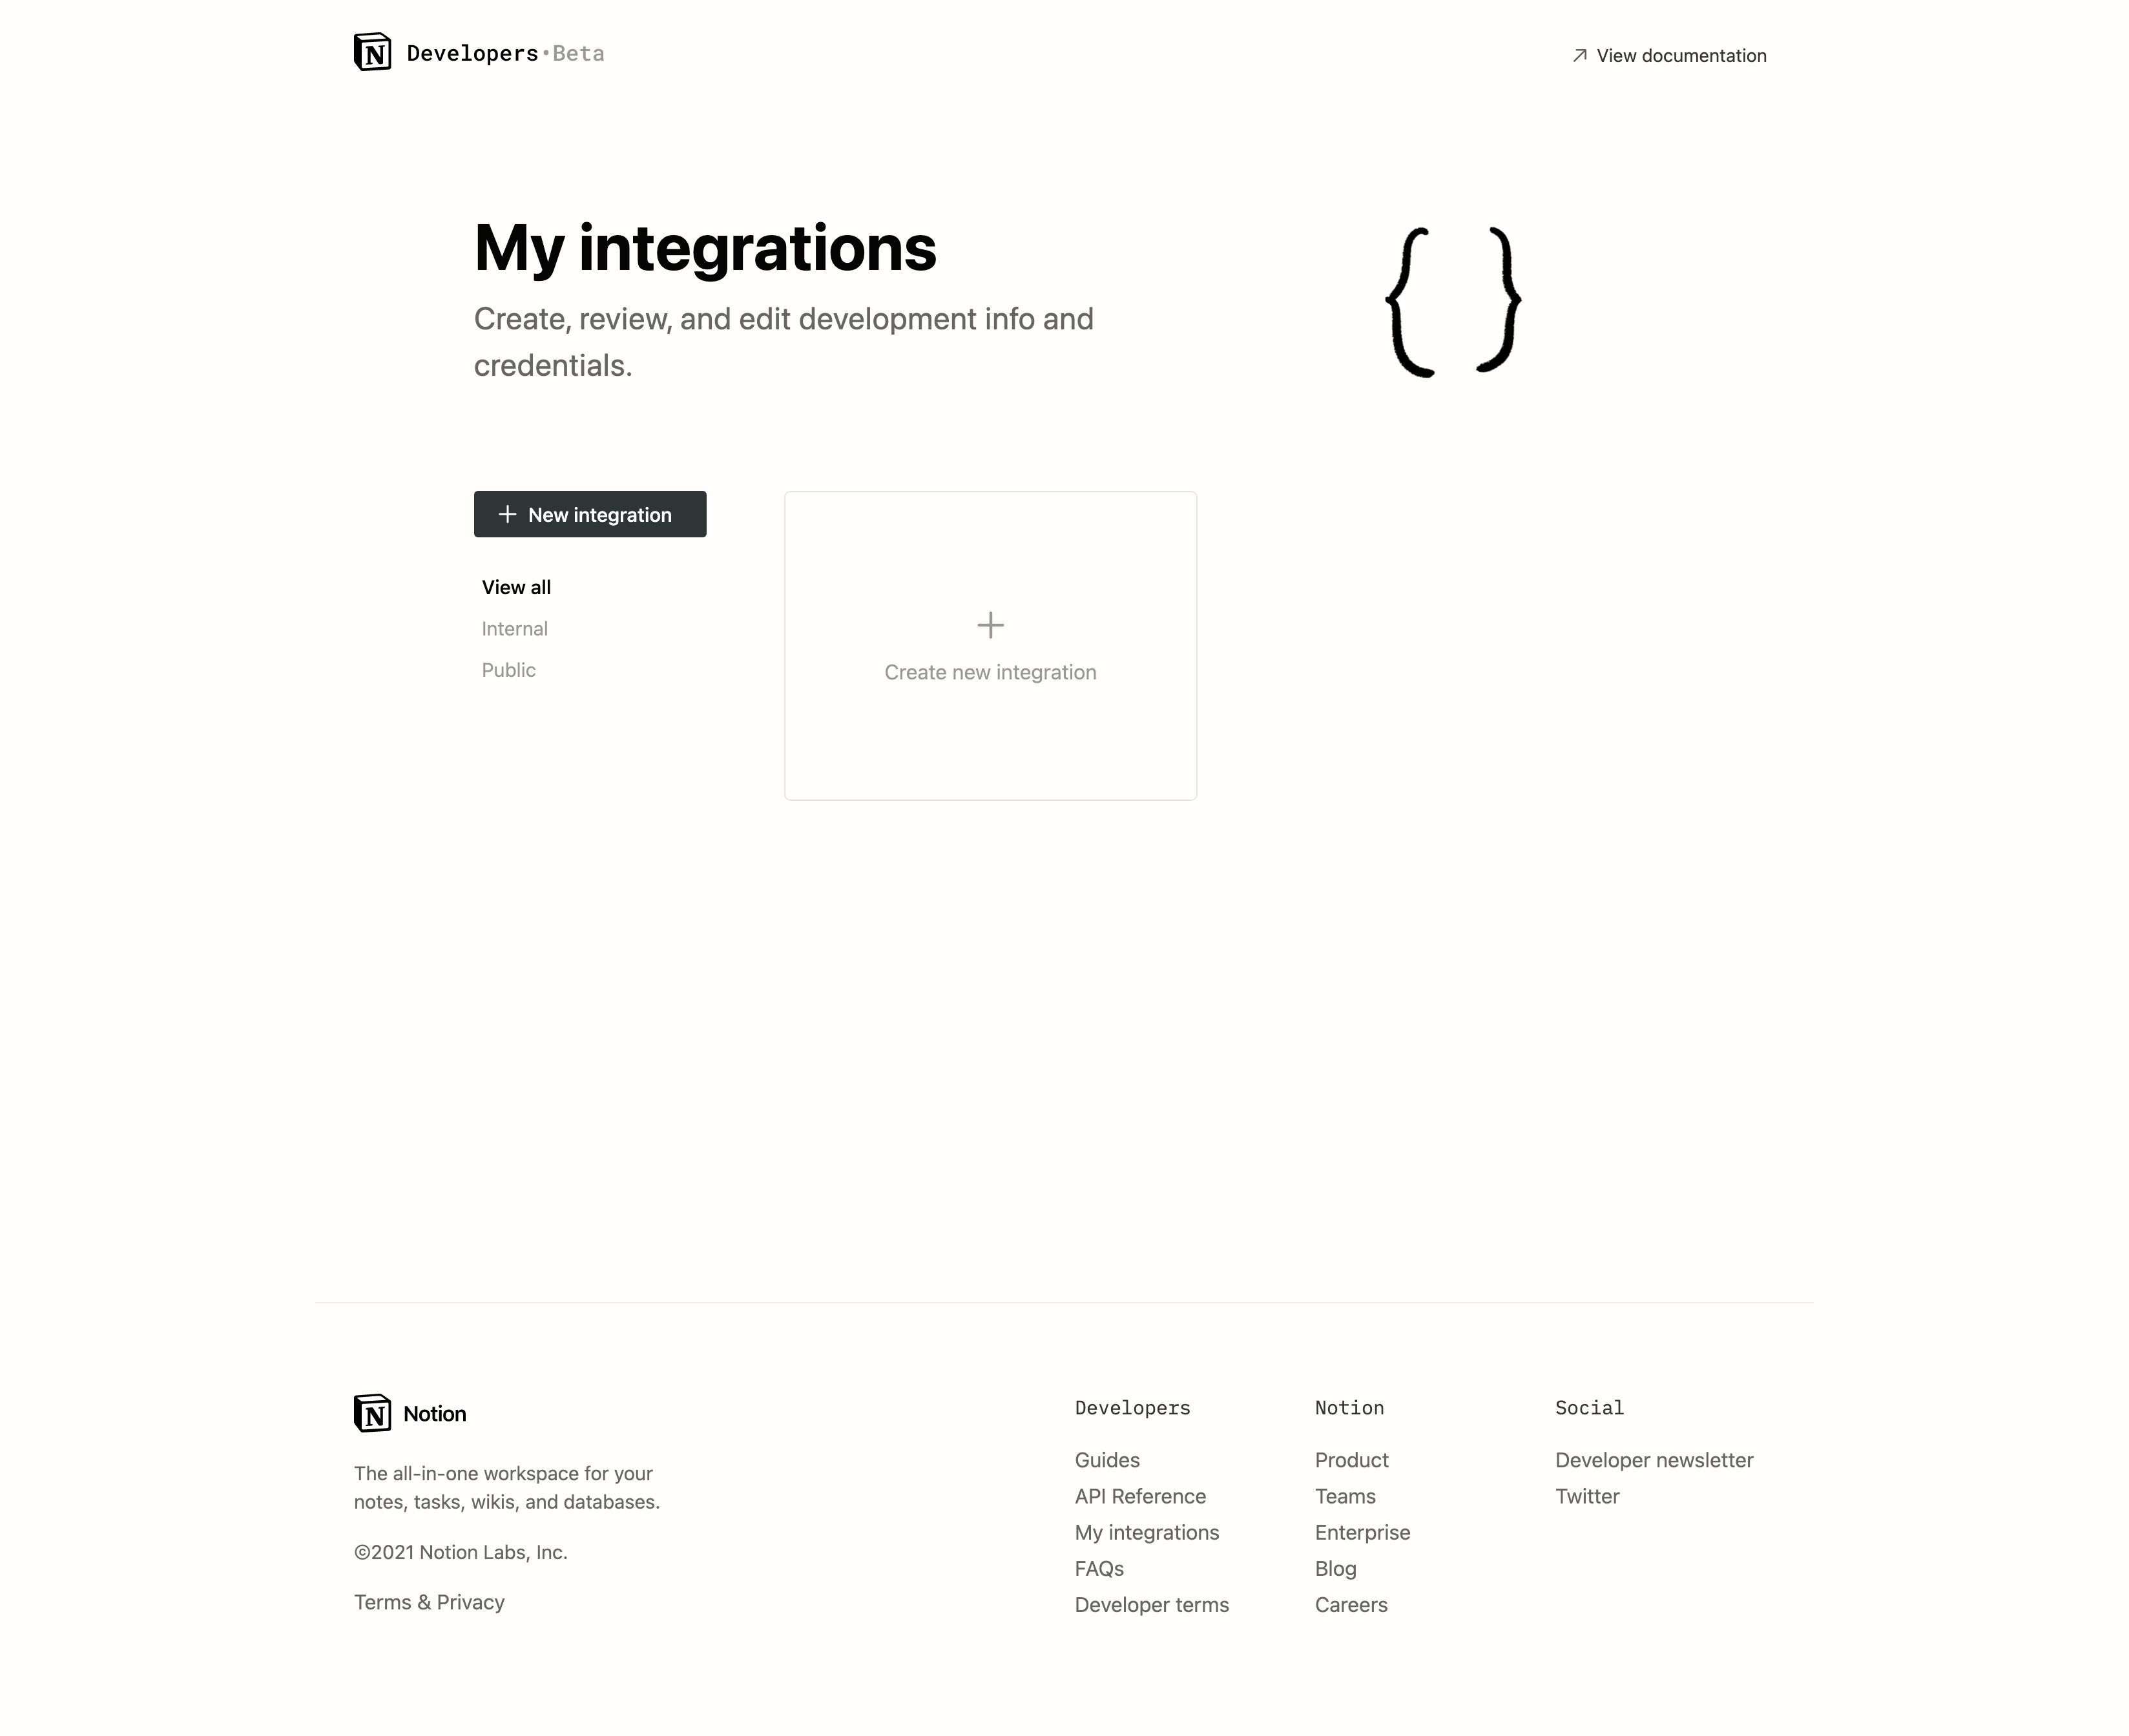 N Developers•Beta
View documentation
My integrations
Create, review, and edit development info and
credentials.
{ }
New integration
View all
Internal
Public
Create new integration
N Notion
The all-in-one workspace for your
notes, tasks, wikis, and databases.
©2021 Notion Labs, Inc.
Terms & Privacy
Developers
Guides
API Reference
My integrations
FAQs
Developer terms
Notion
Product
Teams
Enterprise
Blog
Careers
Social
Developer newsletter
Twitter